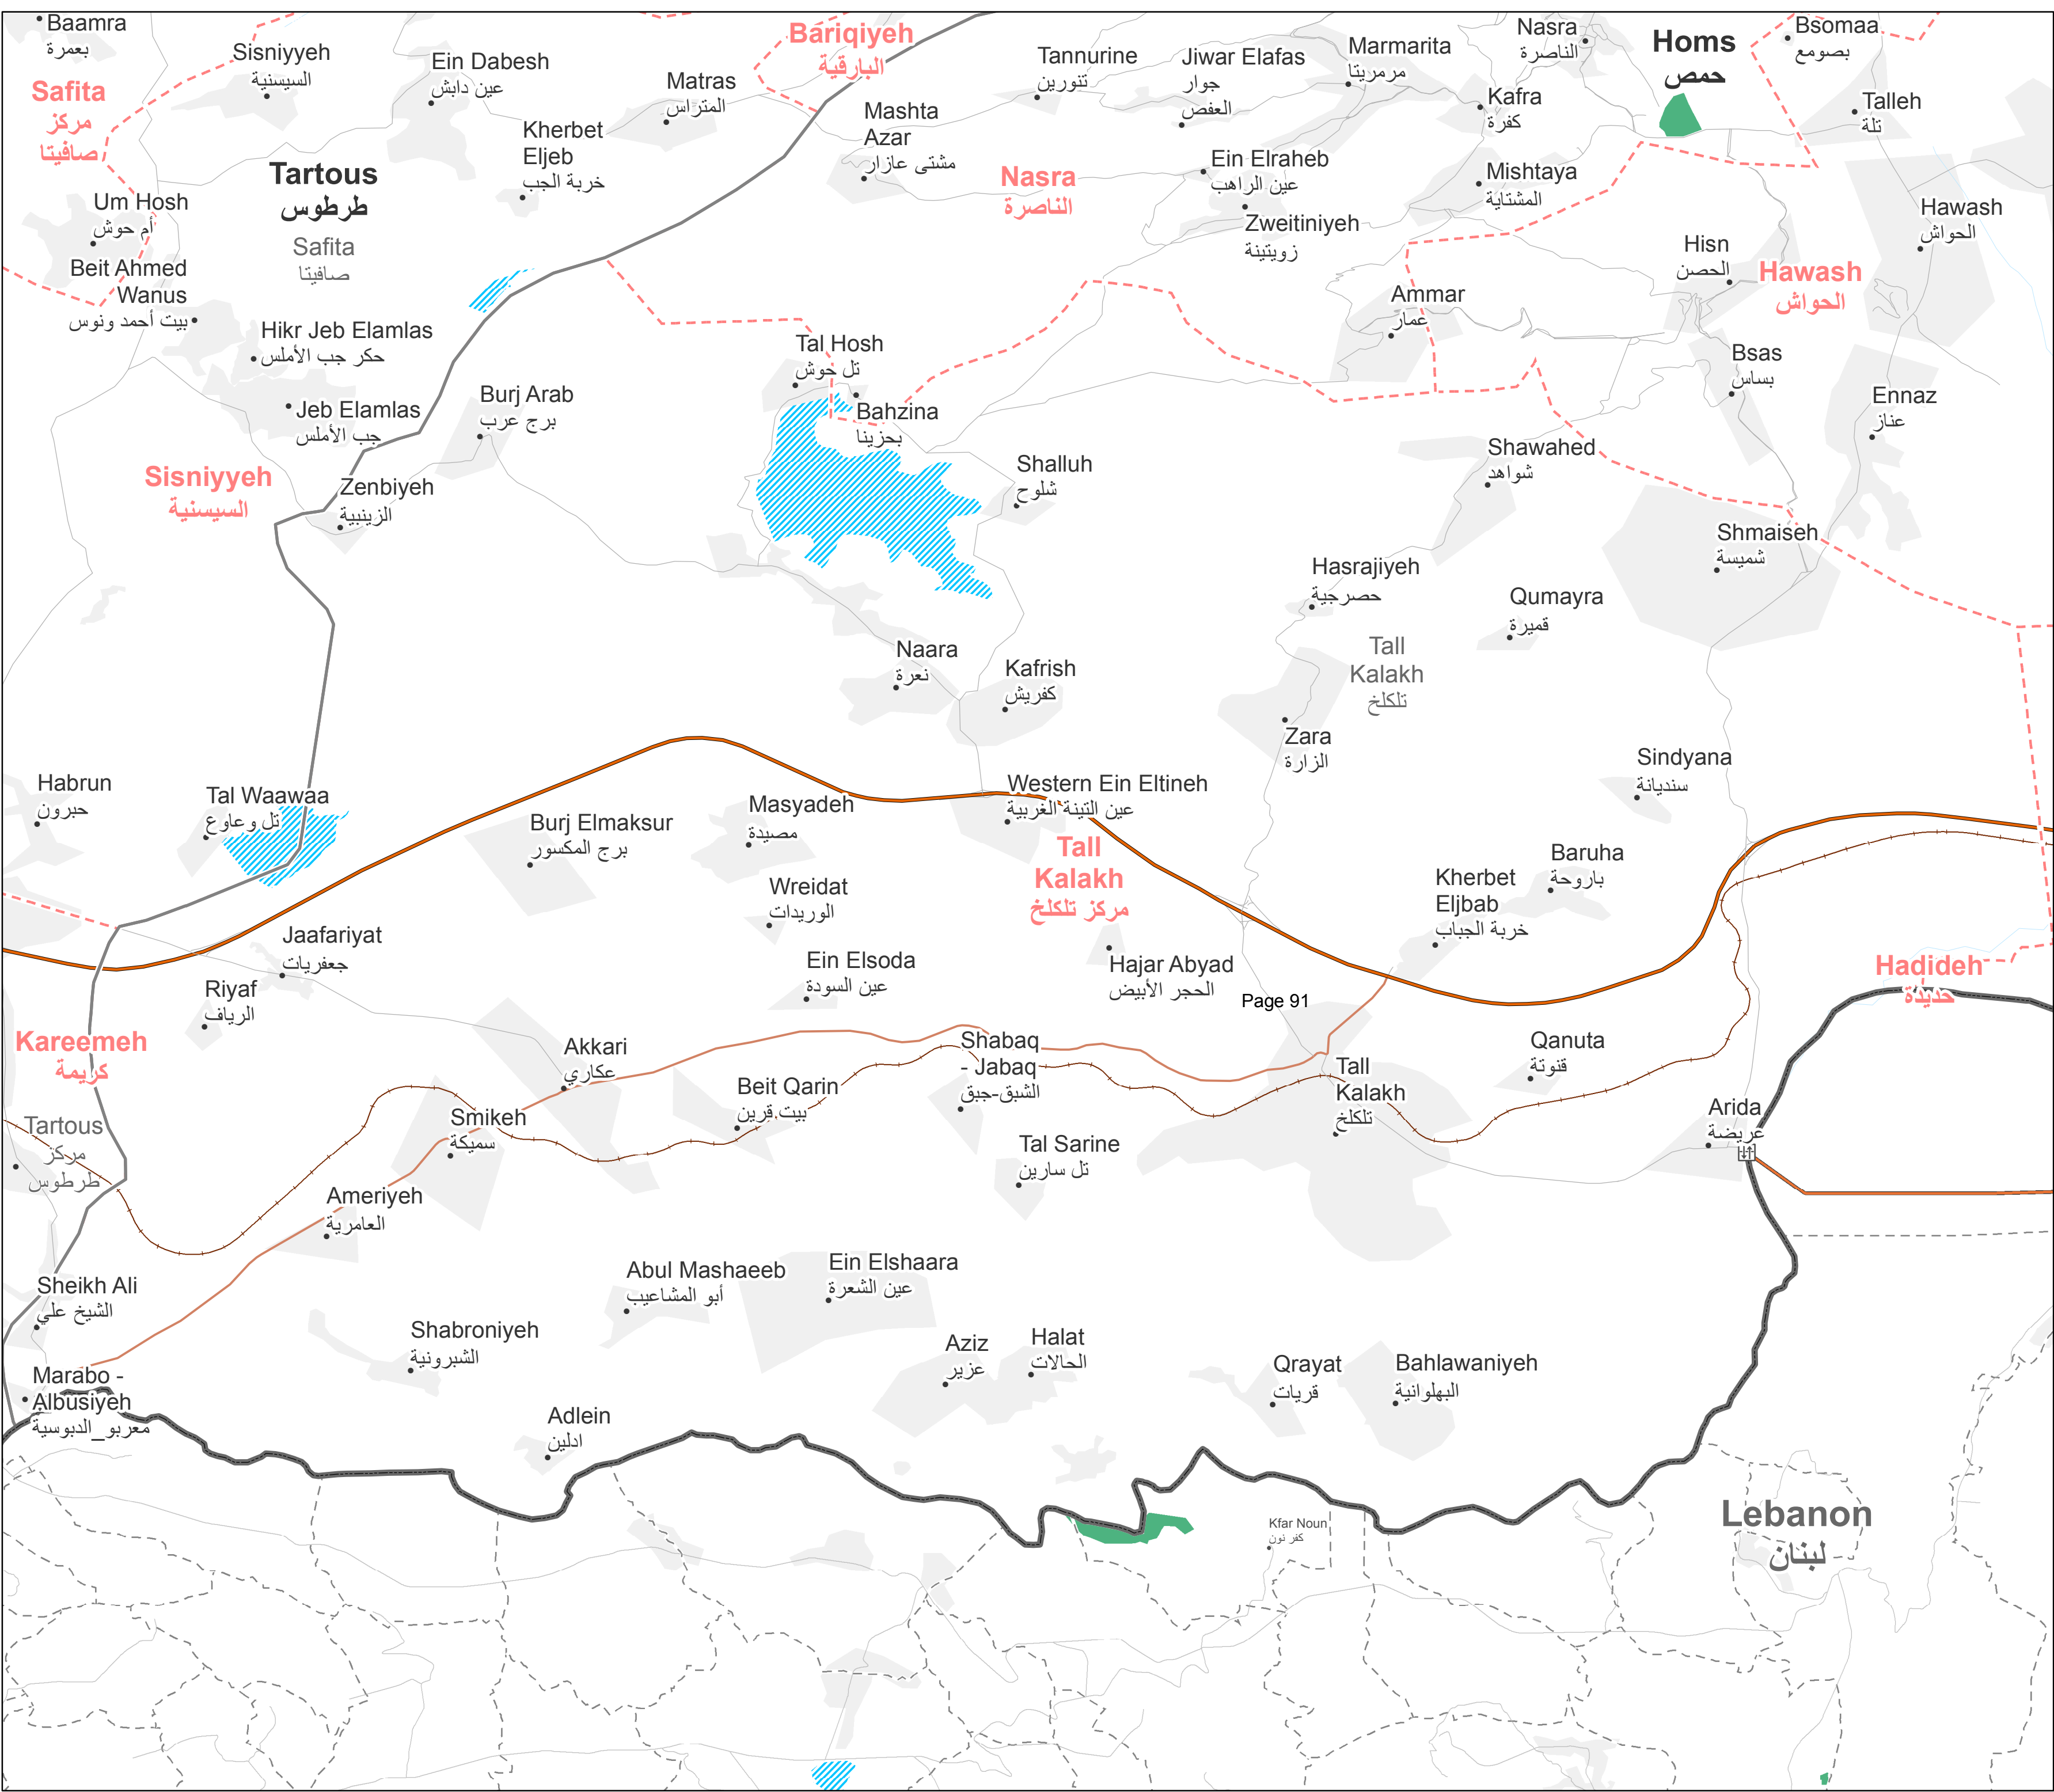 Baamra
بعمرة
Sisniyyeh
السيسنية
Ein Dabesh
عين دابش
Matras
المتراس
Bariqiyeh
البارقية
Tannurine
تنورين
Jiwar Elafas
جوار
العفص
Marmarita
مرمريتا
Nasra
الناصرة
Homs
حمص
Bsomaa
بصومع
Safita
مركز
صافيتا
Kherbet
Eljeb
خربة الجب
Mashta
Azar
مشتى عازار
Kafra
كفرة
Talleh
تلة
Tartous
طرطوس
Safita
صافيتا
Nasra
الناصرة
Ein Elraheb
عين الراهب
Mishtaya
المشتاية
Um Hosh
أم حوش
Zweitiniyeh
زويتينة
Hawash
الحواش
Hisn
الحصن
Hawash
الحواش
Beit Ahmed
Wanus
بيت أحمد ونوس
Ammar
عمار
Hikr Jeb Elamlas
حكر جب الأملس
Tal Hosh
تل حوش
Bsas
بساس
Burj Arab
برج عرب
Jeb Elamlas
جب الأملس
Bahzina
بحزينا
Ennaz
عناز
Sisniyyeh
السيسنية
Zenbiyeh
الزينبية
Shalluh
شلوح
Shawahed
شواهد
Shmaiseh
شميسة
Hasrajiyeh
حصرجية
Qumayra
قميرة
Naara
نعرة
Kafrish
كفريش
Tall
Kalakh
تلكلخ
Zara
الزارة
Sindyana
سنديانة
Habrun
حبرون
Tal Waawaa
تل وعاوع
Burj Elmaksur
برج المكسور
Masyadeh
مصيدة
Western Ein Eltineh
عين التينة الغربية
Tall
Kalakh
مركز تلكلخ
Baruha
باروحة
Kherbet
Eljbab
خربة الجباب
Wreidat
الوريدات
Jaafariyat
جعفريات
Ein Elsoda
عين السودة
Hajar Abyad
الحجر الأبيض
Page 91
Hadideh
حديدة
Riyaf
الرياف
Kareemeh
كريمة
Akkari
عكاري
Shabaq
- Jabaq
الشبق-جبق
Qanuta
قنوتة
Tall
Kalakh
تلكلخ
Beit Qarin
بيت قرين
Smikeh
سميكة
Arida
عريضة
Tartous
مركز
طرطوس
Tal Sarine
تل سارين
Ameriyeh
العامرية
Sheikh Ali
الشيخ علي
Abul Mashaeeb
أبو المشاعيب
Ein Elshaara
عين الشعرة
Shabroniyeh
الشبرونية
Aziz
عزير
Halat
الحالات
Qrayat
قريات
Bahlawaniyeh
البهلوانية
Marabo -
Albusiyeh
معربو_الدبوسية
Adlein
ادلين
Kfar Noun
كفر نون
Lebanon
لبنان